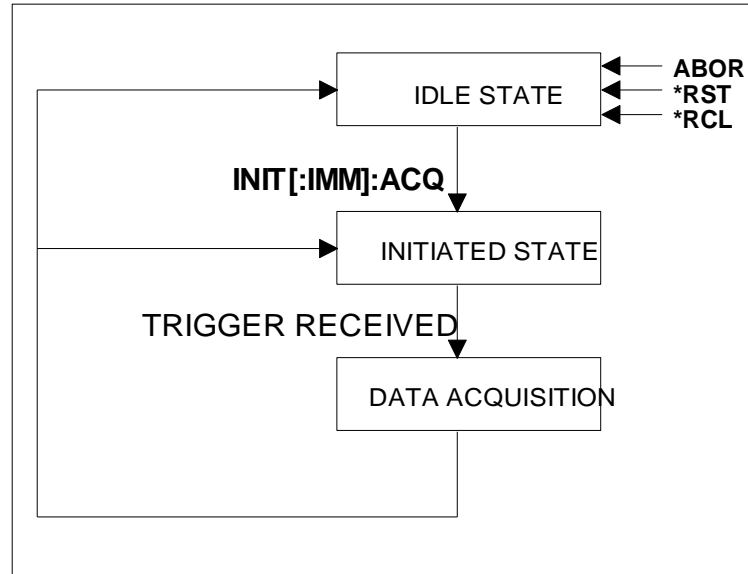 ABOR
IDLE STATE
*RST
*RCL
INIT[:IMM]:ACQ
INITIATED STATE
TRIGGER RECEIVED
DATA ACQUISITION